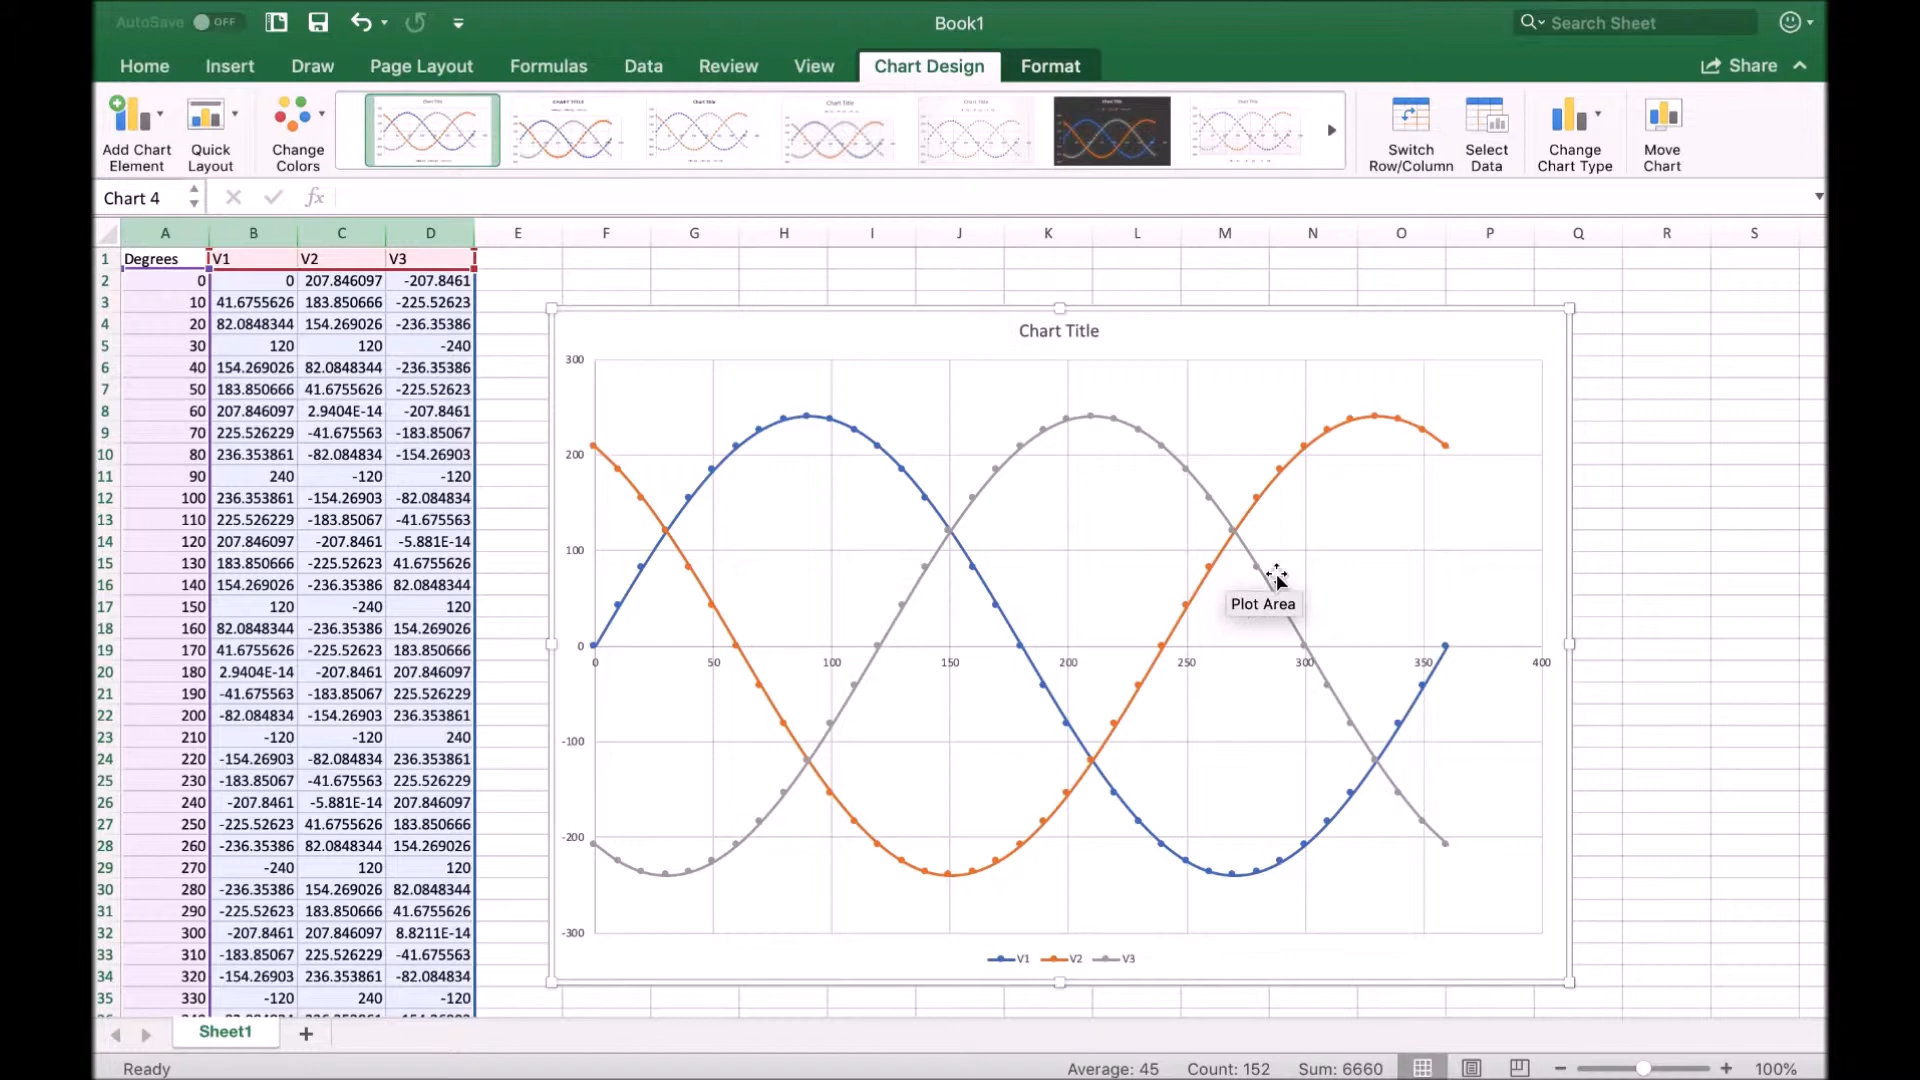 AutoSave OFF
Book1
Search Sheet
Home Insert Draw Page Layout Formulas Data Review View Chart Design Format
Share
Add Chart Element
Quick Layout
Change Colors
Switch Row/Column
Select Data
Change Chart Type
Move Chart
Chart 4
fx
A B C D E F G H I J K L M N O P Q R S
1 Degrees V1 V2 V3
2 0 0 207.846097 -207.8461
3 10 41.6755626 183.850666 -225.52623
4 20 82.0848344 154.269026 -236.35386
5 30 120 120 -240
6 40 154.269026 82.0848344 -236.35386
7 50 183.850666 41.6755626 -225.52623
8 60 207.846097 2.9404E-14 -207.8461
9 70 225.526229 -41.675563 -183.85067
10 80 236.353861 -82.084834 -154.26903
11 90 240 -120 -120
12 100 236.353861 -154.26903 -82.084834
13 110 225.526229 -183.85067 -41.675563
14 120 207.846097 -207.8461 -5.881E-14
15 130 183.850666 -225.52623 41.6755626
16 140 154.269026 -236.35386 82.0848344
17 150 120 -240 120
18 160 82.0848344 -236.35386 154.269026
19 170 41.6755626 -225.52623 183.850666
20 180 2.9404E-14 -207.8461 207.846097
21 190 -41.675563 -183.85067 225.526229
22 200 -82.084834 -154.26903 236.353861
23 210 -120 -120 240
24 220 -154.26903 -82.084834 236.353861
25 230 -183.85067 -41.675563 225.526229
26 240 -207.8461 -5.881E-14 207.846097
27 250 -225.52623 41.6755626 183.850666
28 260 -236.35386 82.0848344 154.269026
29 270 -240 120 120
30 280 -236.35386 154.269026 82.0848344
31 290 -225.52623 183.850666 41.6755626
32 300 -207.8461 207.846097 8.8211E-14
33 310 -183.85067 225.526229 -41.675563
34 320 -154.26903 236.353861 -82.084834
35 330 -120 240 -120
Chart Title
300
200
100
0
-100
-200
-300
0 50 100 150 200 250 300 350 400
Plot Area
V1 V2 V3
Sheet1
Ready
Average: 45 Count: 152 Sum: 6660
100%